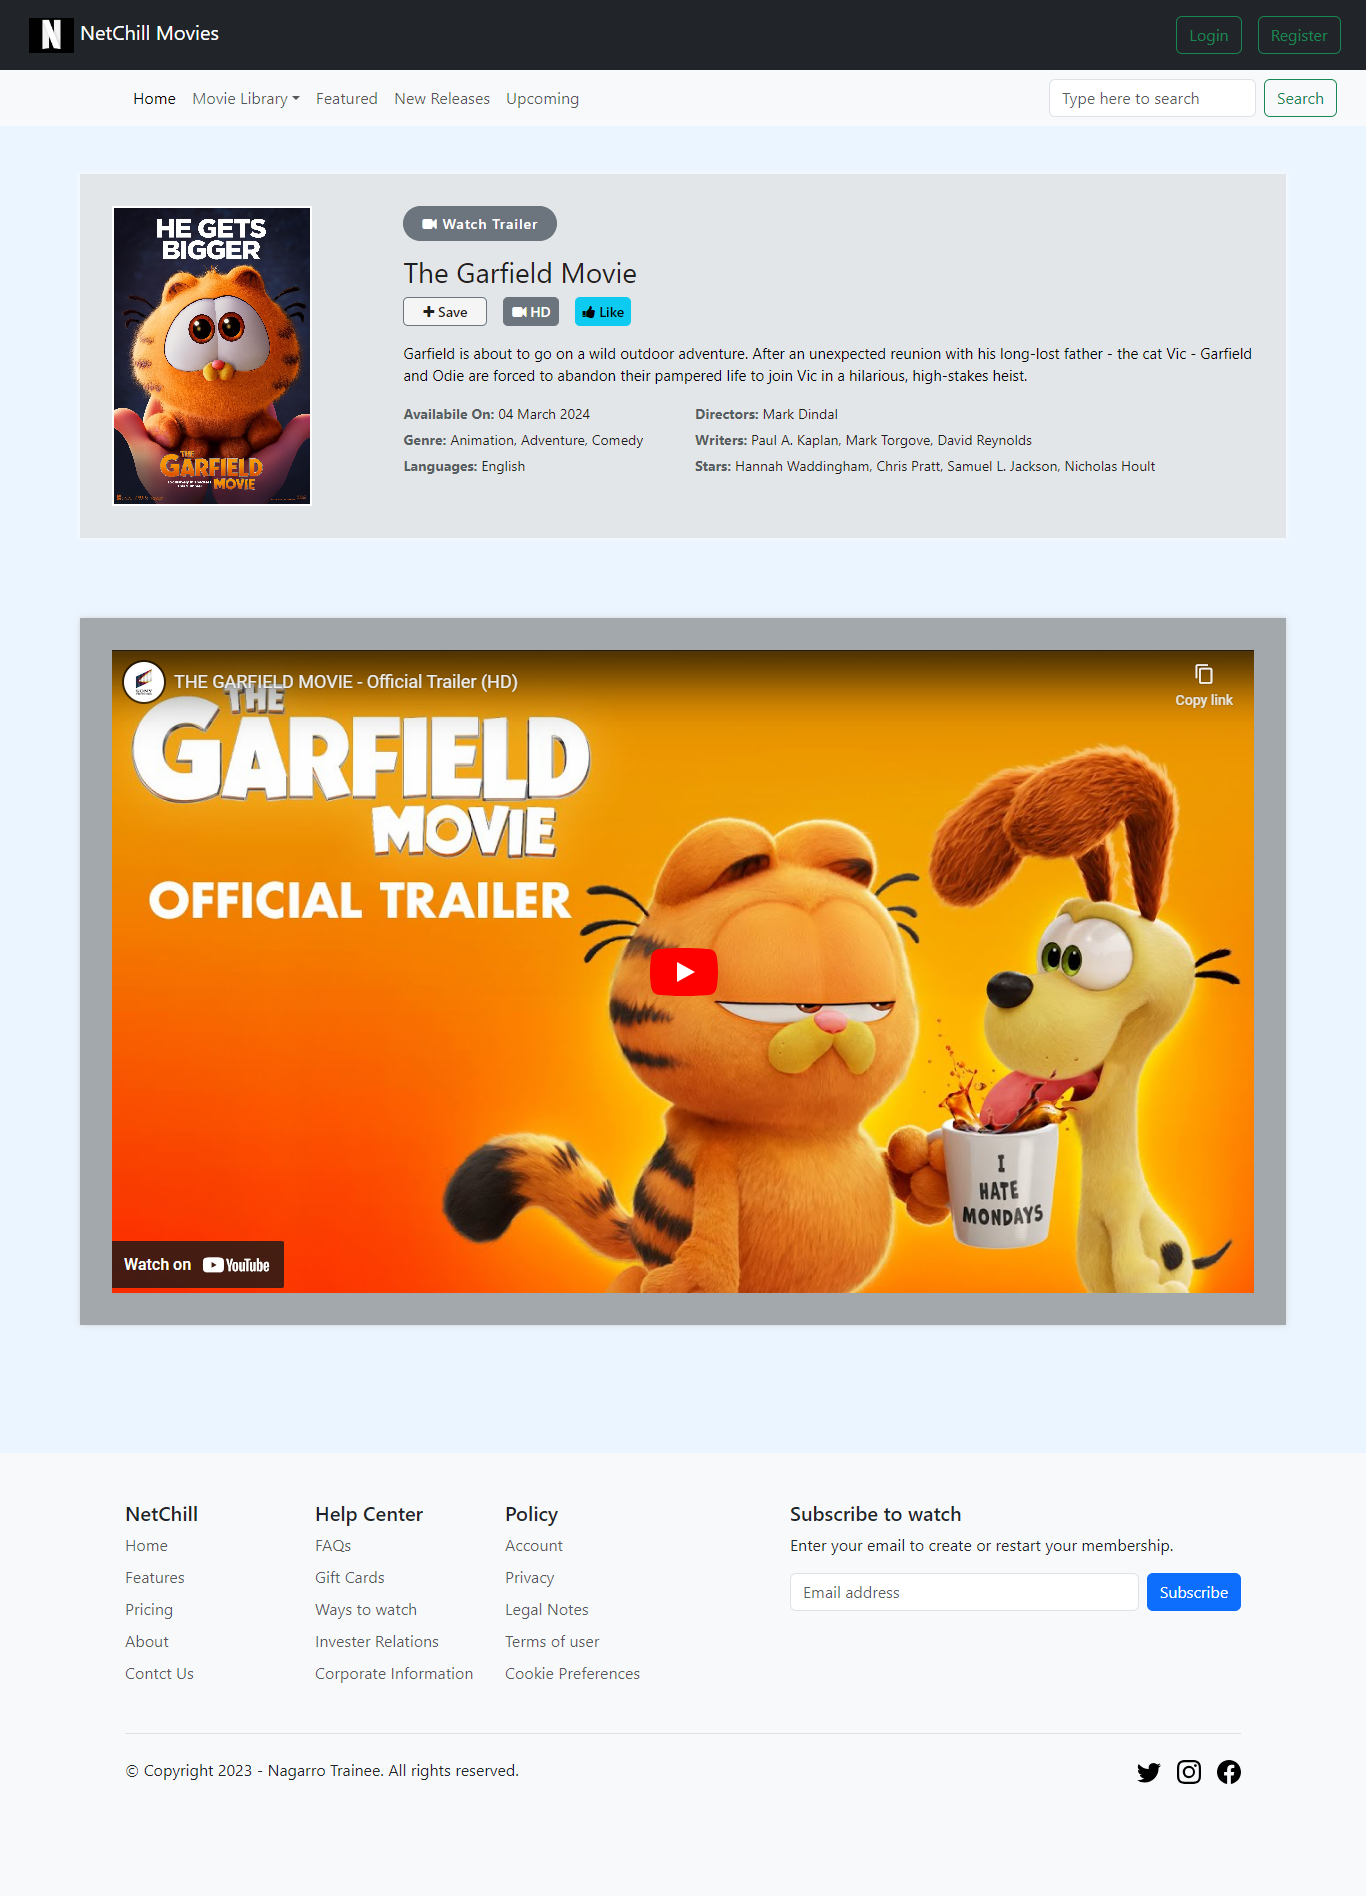 N NetChill Movies
Login
Register
Home
Movie Library
Featured
New Releases
Upcoming
Type here to search
Search
HE GETS
BIGGER
THE
GARFIELD
MOVIE
Watch Trailer
The Garfield Movie
Save
HD
Like
Garfield is about to go on a wild outdoor adventure. After an unexpected reunion with his long-lost father - the cat Vic - Garfield
and Odie are forced to abandon their pampered life to join Vic in a hilarious, high-stakes heist.
Availabile On: 04 March 2024
Directors: Mark Dindal
Genre: Animation, Adventure, Comedy
Writers: Paul A. Kaplan, Mark Torgove, David Reynolds
Languages: English
Stars: Hannah Waddingham, Chris Pratt, Samuel L. Jackson, Nicholas Hoult
SONY
THE GARFIELD MOVIE - Official Trailer (HD)
Copy link
THE
GARFIELD
MOVIE
OFFICIAL TRAILER
I
HATE
MONDAYS
Watch on YouTube
NetChill
Home
Features
Pricing
About
Contct Us
Help Center
FAQs
Gift Cards
Ways to watch
Invester Relations
Corporate Information
Policy
Account
Privacy
Legal Notes
Terms of user
Cookie Preferences
Subscribe to watch
Enter your email to create or restart your membership.
Email address
Subscribe
© Copyright 2023 - Nagarro Trainee. All rights reserved.